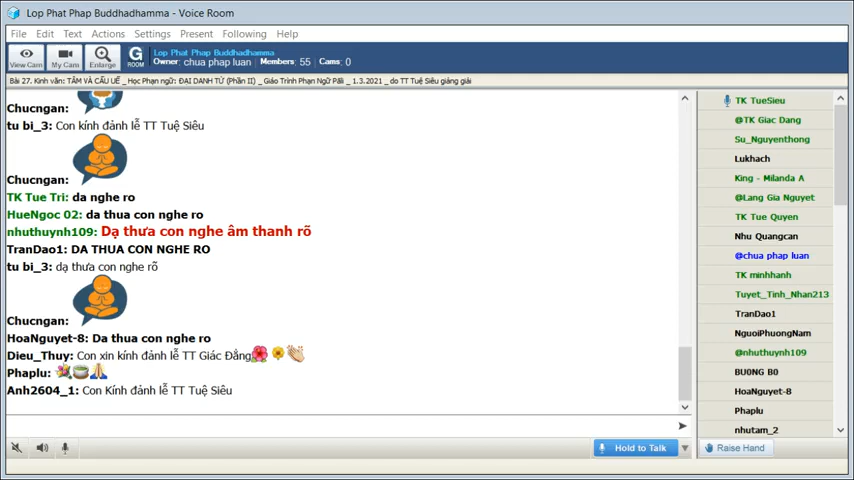 Lop Phat Phap Buddhadhamma - Voice Room
File Edit Text Actions Settings Present Following Help
View Cam My Cam Enlarge G ROOM
Lop Phat Phap Buddhadhamma
Owner: chua phap luan / Members: 55 Cams: 0
Bài 27. Kinh văn: TÂM VÀ CẤU UẾ _ Học Phạn ngữ: ĐẠI DANH TỪ (Phần II) _ Giáo Trình Phạn Ngữ Pāli _ 1.3.2021 _ do TT Tuệ Siêu giảng giải
Chucngan:
tu bi_3: Con kính đảnh lễ TT Tuệ Siêu
Chucngan:
TK Tue Tri: da nghe ro
HueNgoc 02: da thua con nghe ro
nhuthuynh109: Dạ thưa con nghe âm thanh rõ
TranDao1: DA THUA CON NGHE RO
tu bi_3: dạ thưa con nghe rõ
Chucngan:
HoaNguyet-8: Da thua con nghe ro
Dieu_Thuy: Con xin kính đảnh lễ TT Giác Đẳng
Phaplu:
Anh2604_1: Con Kính đảnh lễ TT Tuệ Siêu
Hold to Talk
TK TueSieu
@TK Giac Dang
Su_Nguyenthong
Lukhach
King - Milanda A
@Lang Gia Nguyet
TK Tue Quyen
Nhu Quangcan
@chua phap luan
TK minhhanh
Tuyet_Tinh_Nhan213
TranDao1
NguoiPhuongNam
@nhuthuynh109
BU0NG B0
HoaNguyet-8
Phaplu
nhutam_2
Raise Hand